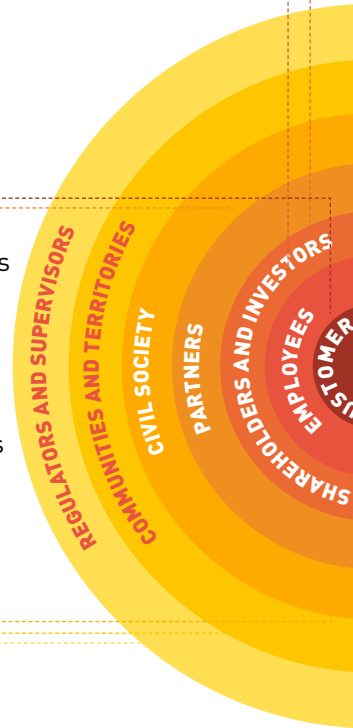 REGULATORS AND SUPERVISORS
COMMUNITIES AND TERRITORIES
CIVIL SOCIETY
PARTNERS
SHAREHOLDERS AND INVESTORS
EMPLOYEES